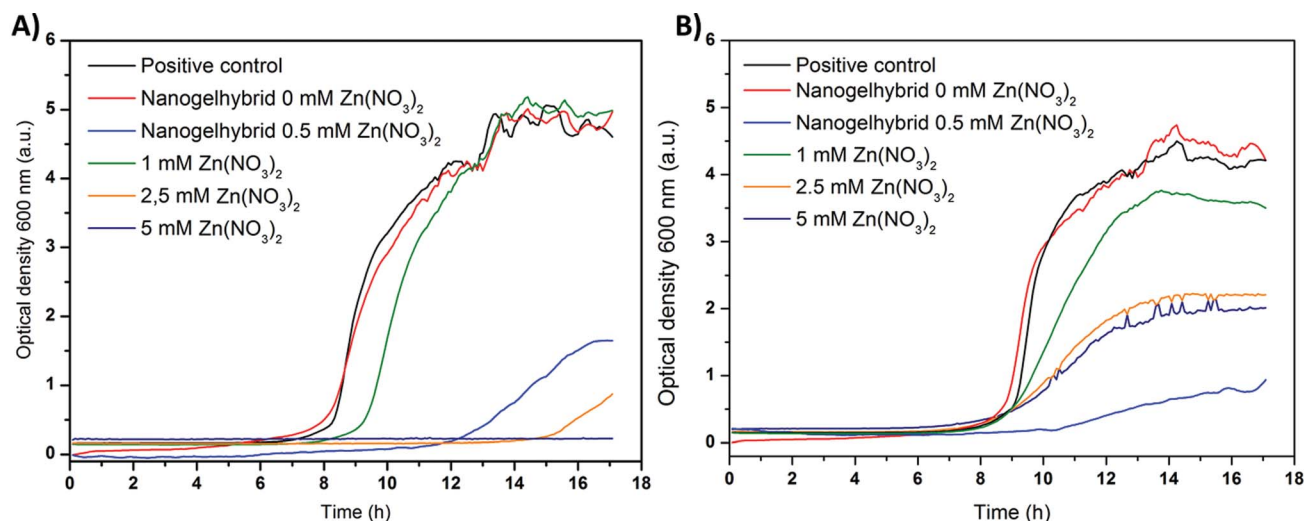 A)
6
5
4
3
2
1
0
Optical density 600 nm (a.u.)
Positive control
Nanogelhybrid 0 mM Zn(NO₃)₂
Nanogelhybrid 0.5 mM Zn(NO₃)₂
1 mM Zn(NO₃)₂
2,5 mM Zn(NO₃)₂
5 mM Zn(NO₃)₂
0 2 4 6 8 10 12 14 16 18
Time (h)
B)
6
5
4
3
2
1
0
Optical density 600 nm (a.u.)
Positive control
Nanogelhybrid 0 mM Zn(NO₃)₂
Nanogelhybrid 0.5 mM Zn(NO₃)₂
1 mM Zn(NO₃)₂
2.5 mM Zn(NO₃)₂
5 mM Zn(NO₃)₂
0 2 4 6 8 10 12 14 16 18
Time (h)